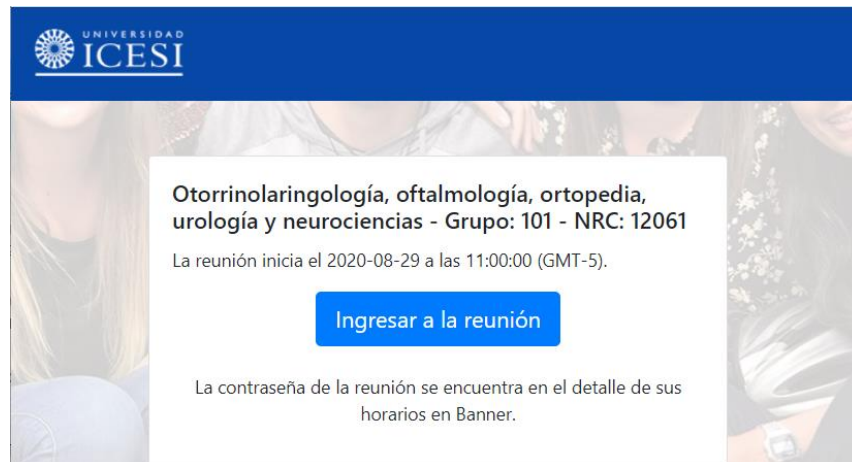 UNIVERSIDAD
ICESI
Otorrinolaringología, oftalmología, ortopedia,
urología y neurociencias - Grupo: 101 - NRC: 12061
La reunión inicia el 2020-08-29 a las 11:00:00 (GMT-5).
Ingresar a la reunión
La contraseña de la reunión se encuentra en el detalle de sus
horarios en Banner.